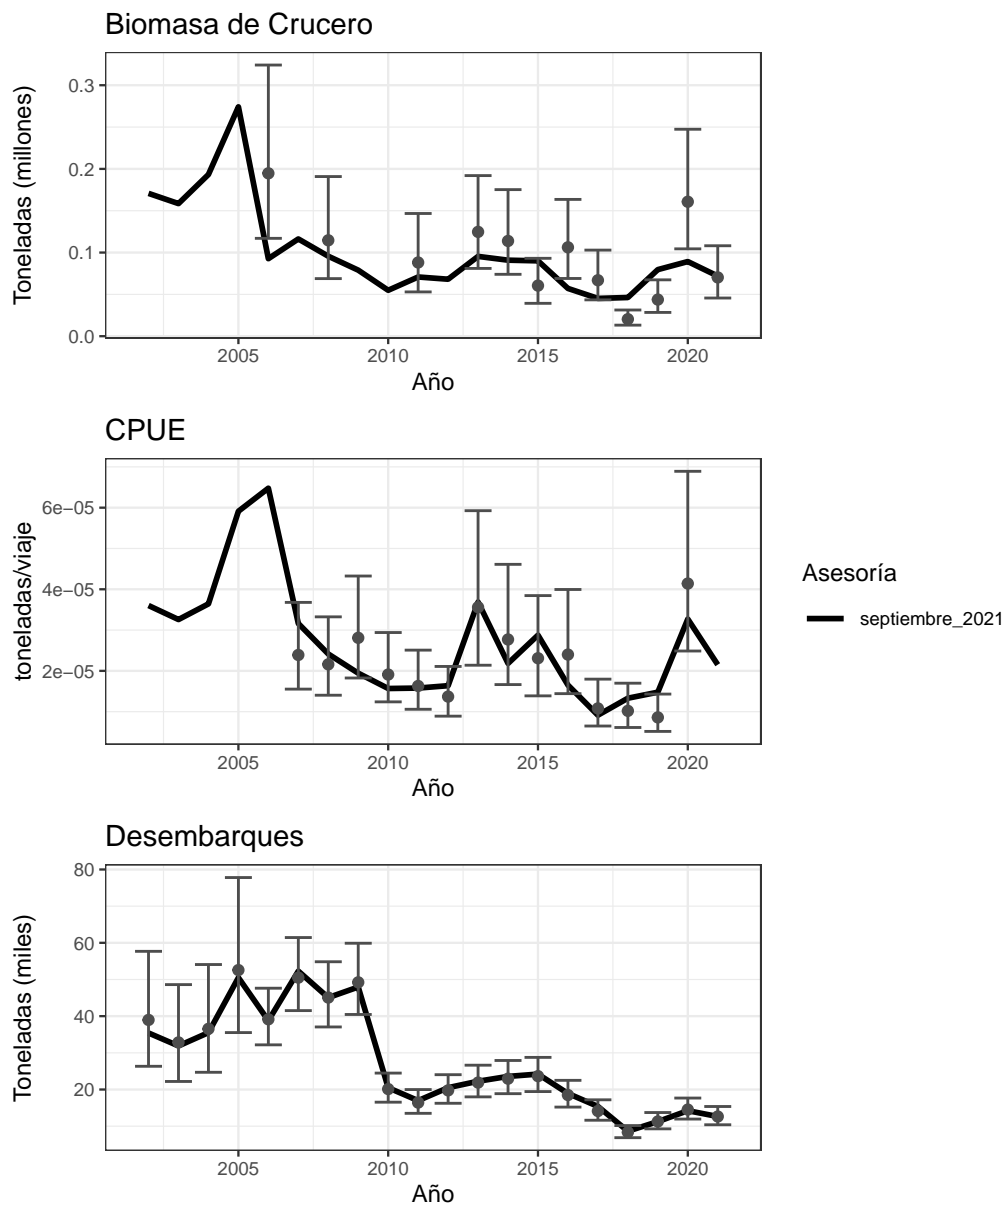 Biomasa de Crucero
Toneladas (millones)
0.3
0.2
0.1
0.0
2005 2010 2015 2020
Año
CPUE
toneladas/viaje
6e−05
4e−05
2e−05
2005 2010 2015 2020
Año
Asesoría
septiembre_2021
Desembarques
Toneladas (miles)
80
60
40
20
2005 2010 2015 2020
Año